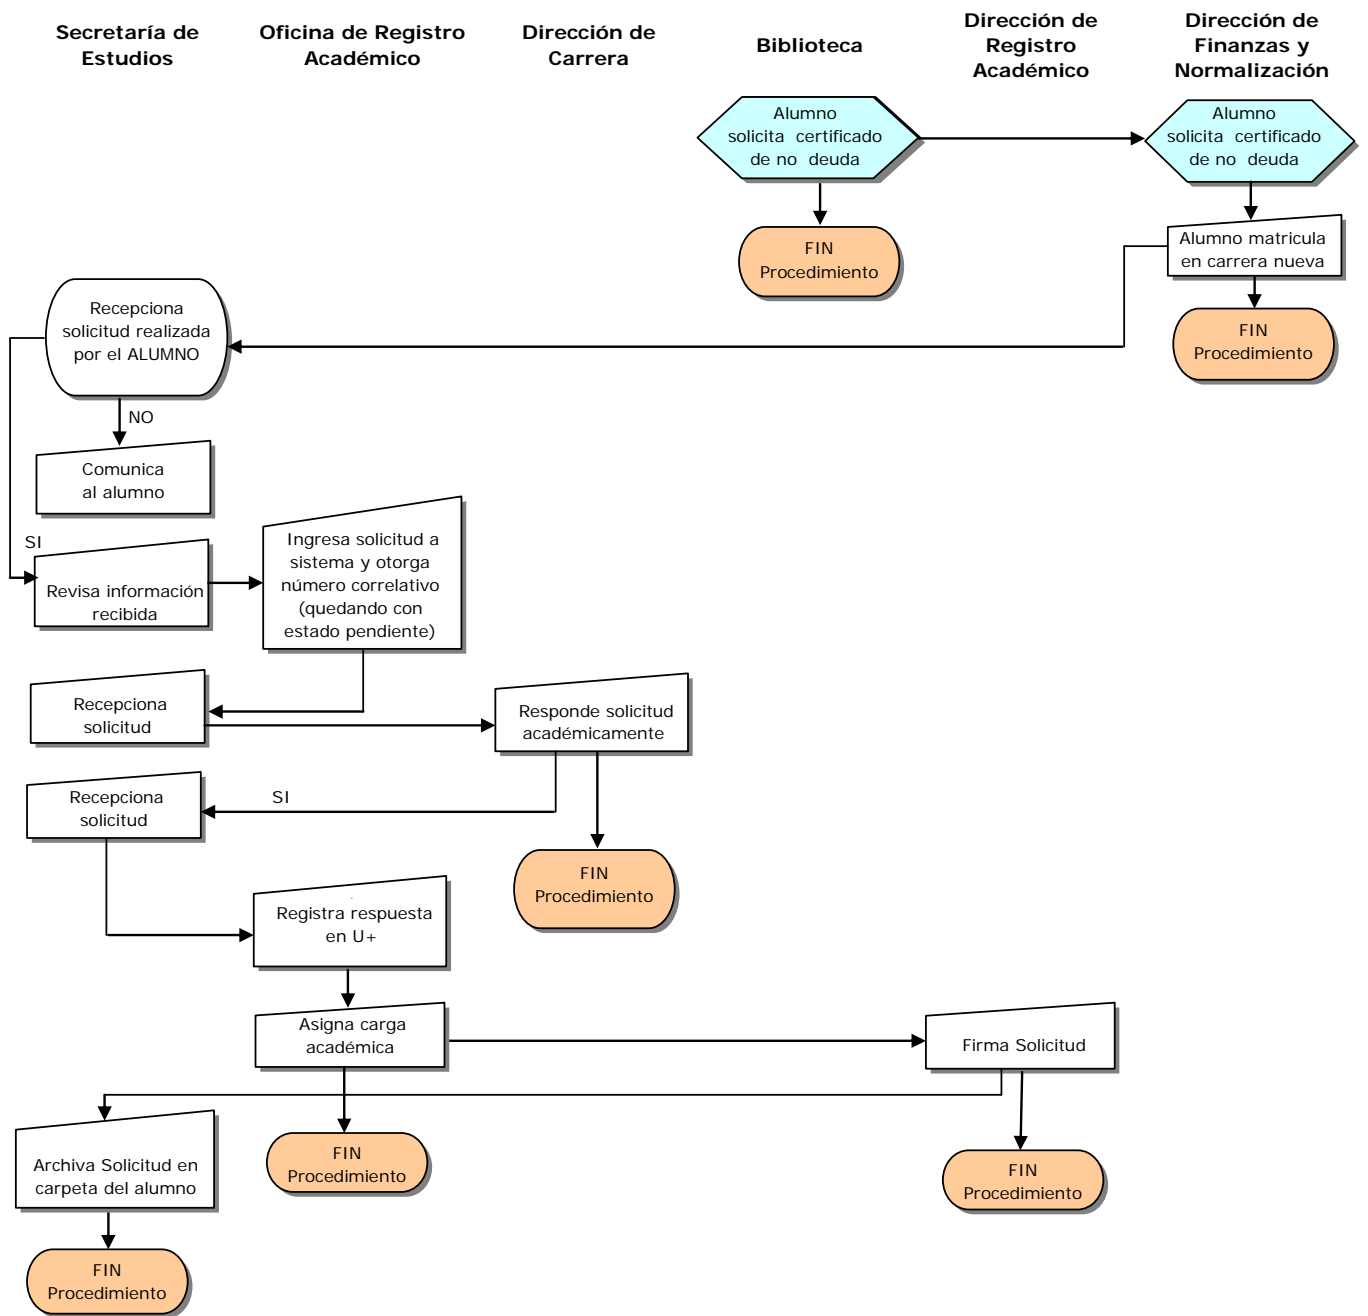 Secretaría de
Estudios
Oficina de Registro
Académico
Dirección de
Carrera
Biblioteca
Dirección de
Registro
Académico
Dirección de
Finanzas y
Normalización
Alumno
solicita certificado
de no deuda
Alumno
solicita certificado
de no deuda
FIN
Procedimiento
Alumno matricula
en carrera nueva
Recepciona
solicitud realizada
por el ALUMNO
FIN
Procedimiento
NO
Comunica
al alumno
SI
Revisa información
recibida
Ingresa solicitud a
sistema y otorga
número correlativo
(quedando con
estado pendiente)
Recepciona
solicitud
Responde solicitud
académicamente
Recepciona
solicitud
SI
FIN
Procedimiento
Registra respuesta
en U+
Asigna carga
académica
Firma Solicitud
Archiva Solicitud en
carpeta del alumno
FIN
Procedimiento
FIN
Procedimiento
FIN
Procedimiento